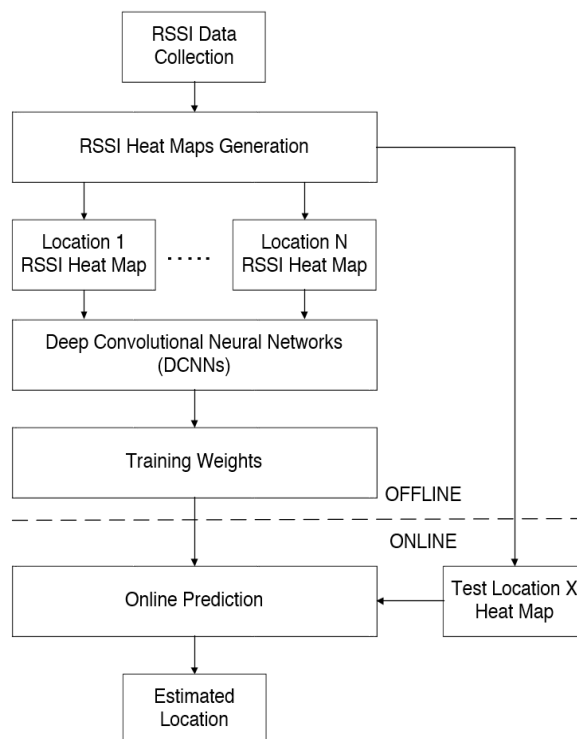 RSSI Data
Collection
RSSI Heat Maps Generation
Location 1
RSSI Heat Map
.....
Location N
RSSI Heat Map
Deep Convolutional Neural Networks
(DCNNs)
Training Weights
OFFLINE
ONLINE
Online Prediction
Test Location X
Heat Map
Estimated
Location